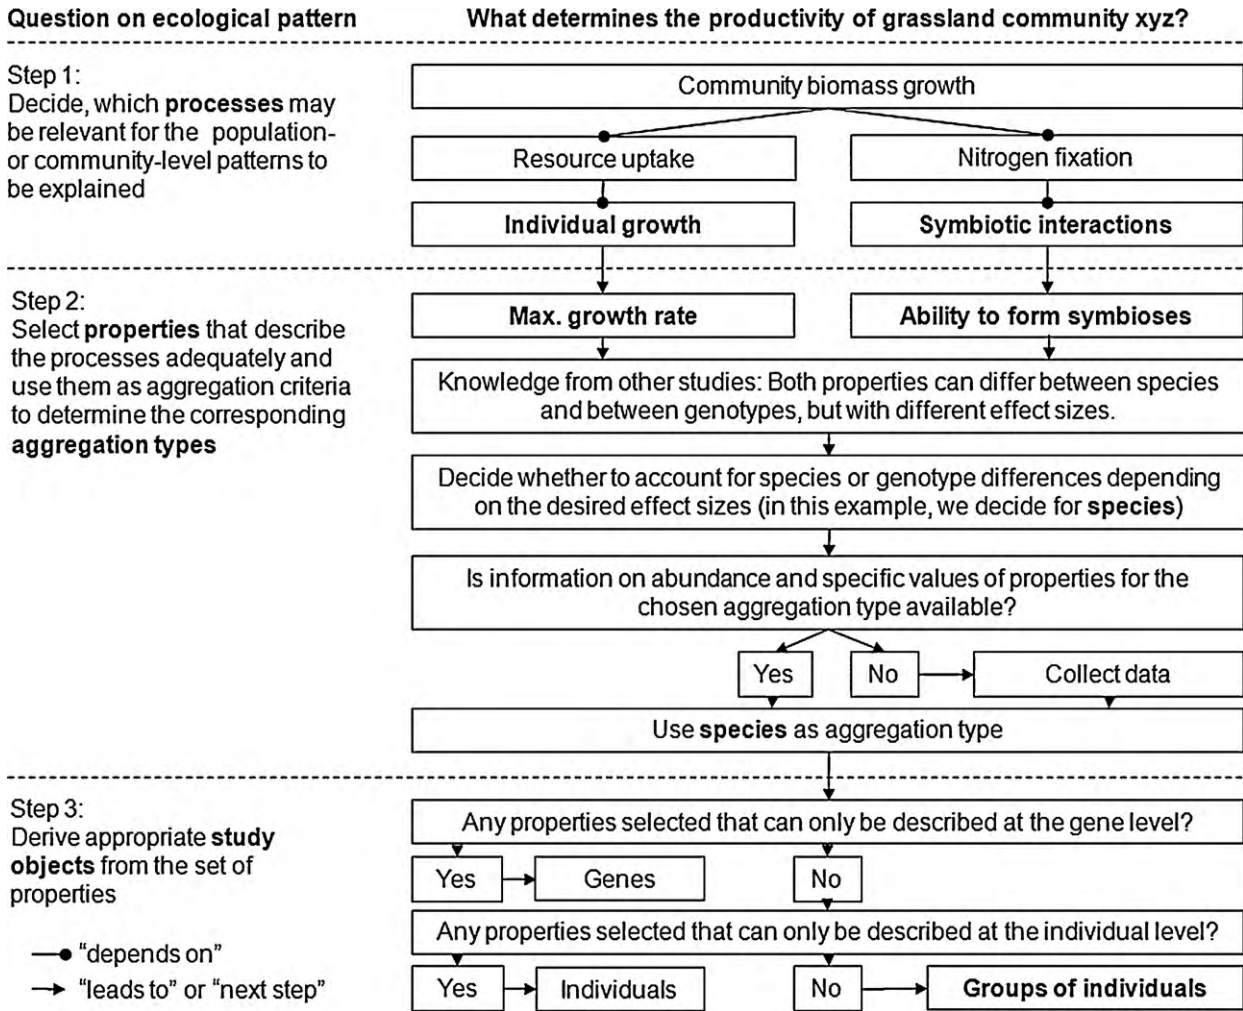 Question on ecological pattern
What determines the productivity of grassland community xyz?
Step 1:
Decide, which processes may
be relevant for the population-
or community-level patterns to
be explained
Community biomass growth
Resource uptake
Nitrogen fixation
Individual growth
Symbiotic interactions
Step 2:
Select properties that describe
the processes adequately and
use them as aggregation criteria
to determine the corresponding
aggregation types
Max. growth rate
Ability to form symbioses
Knowledge from other studies: Both properties can differ between species
and between genotypes, but with different effect sizes.
Decide whether to account for species or genotype differences depending
on the desired effect sizes (in this example, we decide for species)
Is information on abundance and specific values of properties for the
chosen aggregation type available?
Yes
No
Collect data
Use species as aggregation type
Step 3:
Derive appropriate study
objects from the set of
properties
Any properties selected that can only be described at the gene level?
Yes
Genes
No
Any properties selected that can only be described at the individual level?
Yes
Individuals
No
Groups of individuals
"depends on"
"leads to" or "next step"